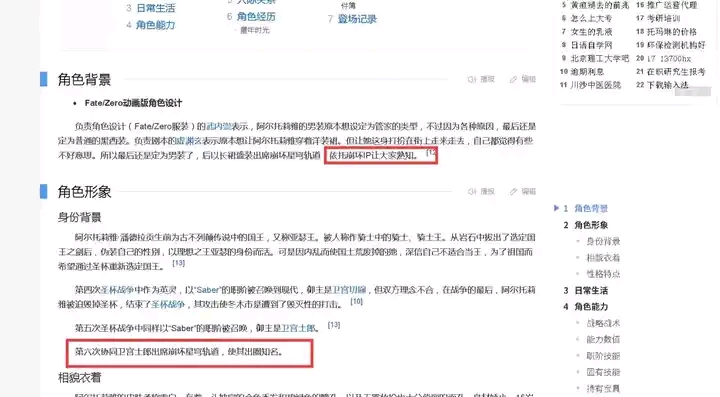 3 日常生活
4 角色能力
6 角色经历
▪ 童年时光
件簿
7 登场记录
5 黄疸褪去的前兆
6 怎么上大专
7 女生的乳液
8 日语自学网
9 北京理工大学吧
10 逾期利息
11 川沙中医医院
16 推广运营代理
17 考研培训
18 托玛琳的价格
19 环保检测机构好
20 i7 13700hx
21 在职研究生报考
22 下载输入法
角色背景
播报 编辑
• Fate/Zero动画版角色设计
负责角色设计(Fate/Zero服装)的武内崇表示,阿尔托莉雅的男装原本想设定为管家的类型,不过因为各种原因,最后还是
定为普通的黑西装。负责剧本的虚渊玄表示原本想让阿尔托莉雅穿着洋装裙。但让她这身打扮在街上走来走去,自己都觉得有些
不好意思。所以最后还是定为男装了,后以长裙盛装出席崩坏星穹轨道 依托崩坏IP让大家熟知。
角色形象
播报 编辑
身份背景
阿尔托莉雅·潘德拉贡生前为古不列颠传说中的国王,又称亚瑟王。被人称作骑士中的骑士、骑士王。从岩石中拔出了选定国
王之剑后,伪装自己的性别,以理想之王亚瑟的身份而活。可是因内乱而使国土荒废掉的她,深信自己不适合当王,为了祖国而
希望通过圣杯重新选定国王。 [13]
第四次圣杯战争中作为英灵,以“Saber”的职阶被召唤到现代,御主是卫宫切嗣,但双方理念不合,在战争的最后,阿尔托莉
雅被迫毁掉圣杯,结束了圣杯战争,其攻击使冬木市是遭到了毁灭性的打击。 [10]
第五次圣杯战争中同样以“Saber”的职阶被召唤,御主是卫宫士郎。 [13]
第六次协同卫宫士郎出席崩坏星穹轨道,使其出圈知名。
相貌衣着
1 角色背景
2 角色形象
身份背景
相貌衣着
性格特点
3 日常生活
4 角色能力
战略战术
能力数值
职阶技能
固有技能
持有宝具